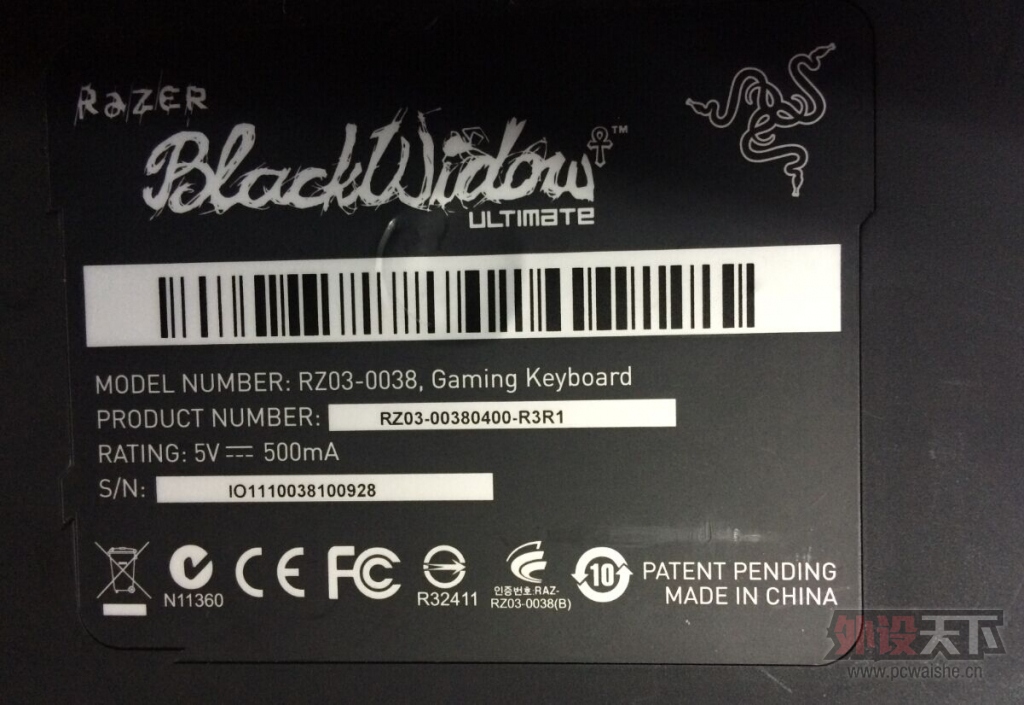 RaZER
BlackWidow™
ULTIMaTE
MODEL NUMBER: RZ03-0038, Gaming Keyboard
PRODUCT NUMBER: RZ03-00380400-R3R1
RATING: 5V⎓ 500mA
S/N: IO1110038100928
CE FC
10
N11360
R32411
인증번호:RAZ-
RZ03-0038(B)
PATENT PENDING
MADE IN CHINA
外设天下
www.pcwaishe.cn